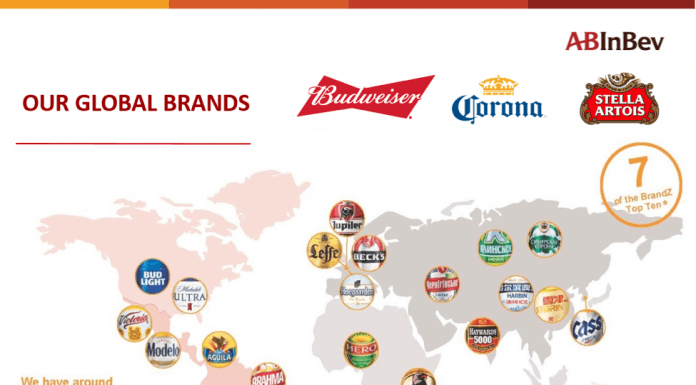 ABInBev
OUR GLOBAL BRANDS
Budweiser
Corona
STELLA
ARTOIS
7
of the BrandZ
Top Ten*
Jupiler
Leffe
BECK'S
BUD
LIGHT
Michelob
ULTRA
HARBIN
Victoria
Modelo
AGUILA
HERO
HAYWARDS
5000
CASS
BRAHMA
We have around